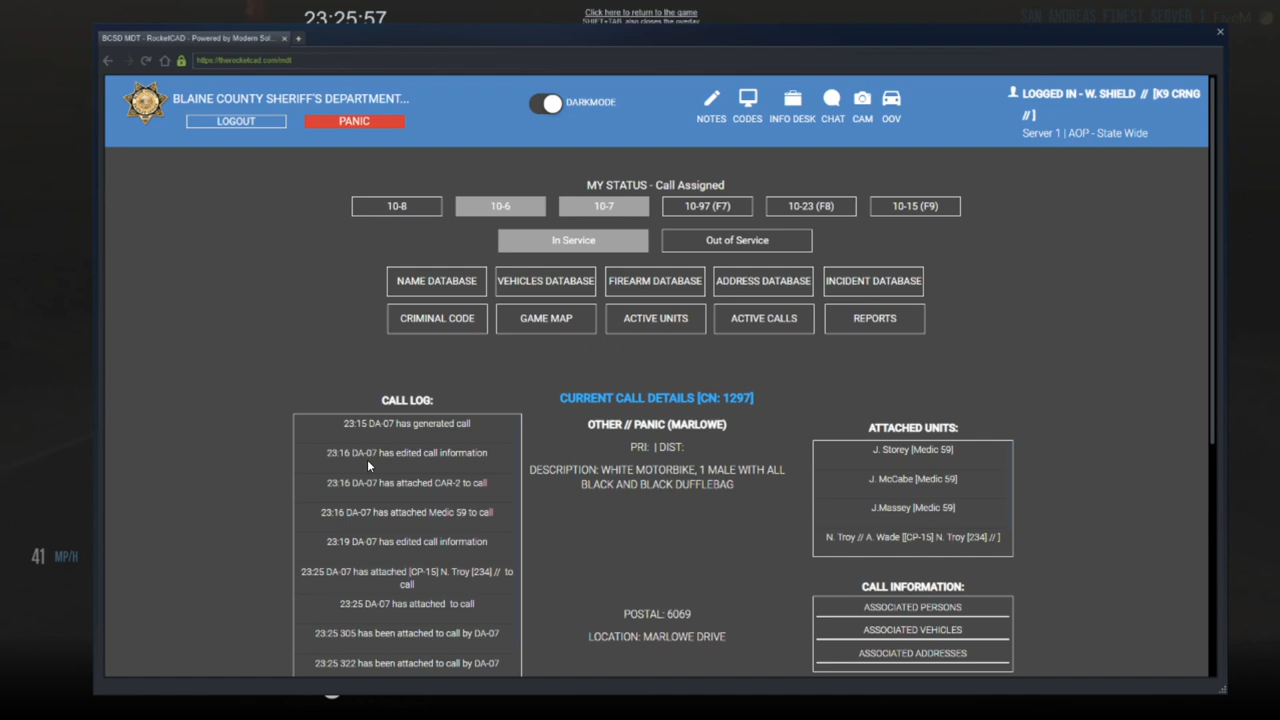 23:25:57
Click here to return to the game
SHIFT+TAB also closes the overlay
SAN ANDREAS FINEST SERVER | FiveM
BCSD MDT - RocketCAD - Powered by Modern Sol...
https://therocketcad.com/mdt
BLAINE COUNTY SHERIFF'S DEPARTMENT...
LOGOUT
PANIC
DARKMODE
NOTES
CODES
INFO DESK
CHAT
CAM
OOV
LOGGED IN - W. SHIELD // [K9 CRNG
//]
Server 1 | AOP - State Wide
MY STATUS - Call Assigned
10-8
10-6
10-7
10-97 (F7)
10-23 (F8)
10-15 (F9)
In Service
Out of Service
NAME DATABASE
VEHICLES DATABASE
FIREARM DATABASE
ADDRESS DATABASE
INCIDENT DATABASE
CRIMINAL CODE
GAME MAP
ACTIVE UNITS
ACTIVE CALLS
REPORTS
CALL LOG:
23:15 DA-07 has generated call
23:16 DA-07 has edited call information
23:16 DA-07 has attached CAR-2 to call
23:16 DA-07 has attached Medic 59 to call
23:19 DA-07 has edited call information
23:25 DA-07 has attached [CP-15] N. Troy [234] // to
call
23:25 DA-07 has attached to call
23:25 305 has been attached to call by DA-07
23:25 322 has been attached to call by DA-07
CURRENT CALL DETAILS [CN: 1297]
OTHER // PANIC (MARLOWE)
PRI: | DIST:
DESCRIPTION: WHITE MOTORBIKE, 1 MALE WITH ALL
BLACK AND BLACK DUFFLEBAG
POSTAL: 6069
LOCATION: MARLOWE DRIVE
ATTACHED UNITS:
J. Storey [Medic 59]
J. McCabe [Medic 59]
J.Massey [Medic 59]
N. Troy // A. Wade [[CP-15] N. Troy [234] // ]
CALL INFORMATION:
ASSOCIATED PERSONS
ASSOCIATED VEHICLES
ASSOCIATED ADDRESSES
41 MP/H